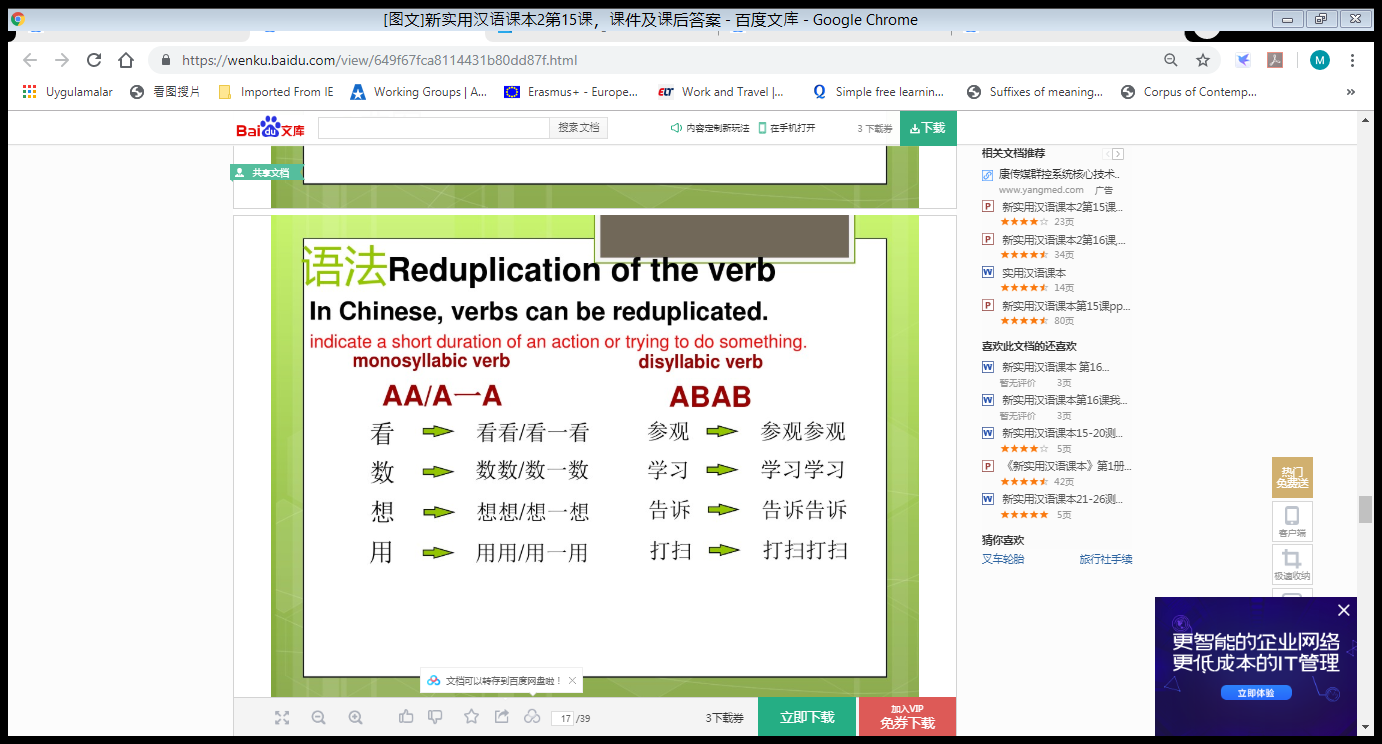 [图文]新实用汉语课本2第15课，课件及课后答案 - 百度文库 - Google Chrome
https://wenku.baidu.com/view/649f67fca8114431b80dd87f.html
M
Uygulamalar 看图搜片 Imported From IE Working Groups | A... Erasmus+ - Europe... ELT Work and Travel |... Q Simple free learnin... Suffixes of meaning... Corpus of Contemp... »
Bai du 文库 搜索文档 内容定制新玩法 在手机打开 3 下载券 下载
共享文档
语法Reduplication of the verb
In Chinese, verbs can be reduplicated.
indicate a short duration of an action or trying to do something.
monosyllabic verb disyllabic verb
AA/A一A ABAB
看 看看/看一看 参观 参观参观
数 数数/数一数 学习 学习学习
想 想想/想一想 告诉 告诉告诉
用 用用/用一用 打扫 打扫打扫
文档可以转存到百度网盘啦！
17 /39 3下载券 立即下载 加入VIP
免券下载
相关文档推荐
康传媒群控系统核心技术..
www.yangmed.com 广告
P 新实用汉语课本2第15课...
23页
P 新实用汉语课本2第16课,...
34页
W 实用汉语课本
14页
P 新实用汉语课本第15课pp...
80页
喜欢此文档的还喜欢
W 新实用汉语课本 第16...
暂无评价 3页
W 新实用汉语课本第16课我...
暂无评价 3页
W 新实用汉语课本15-20测...
5页
P 《新实用汉语课本》第1册...
42页
W 新实用汉语课本21-26测...
5页
猜你喜欢
叉车轮胎 旅行社手续
热门
免费送
客户端
极速收纳
更智能的企业网络
更低成本的IT管理
立即体验